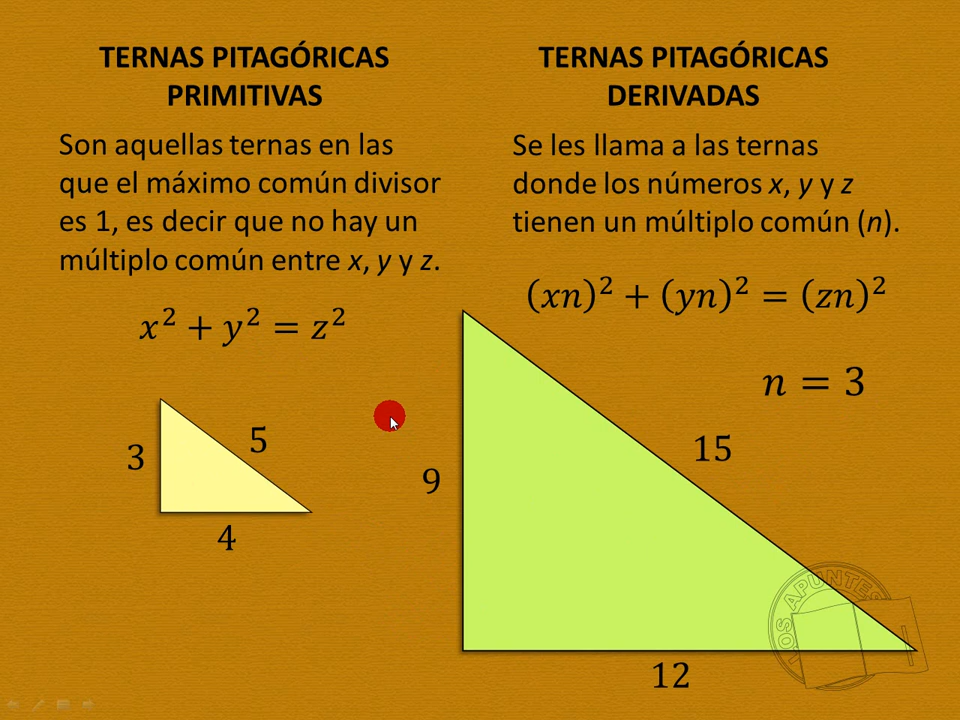 TERNAS PITAGÓRICAS
PRIMITIVAS
Son aquellas ternas en las
que el máximo común divisor
es 1, es decir que no hay un
múltiplo común entre x, y y z.
x² + y² = z²
3
5
4
TERNAS PITAGÓRICAS
DERIVADAS
Se les llama a las ternas
donde los números x, y y z
tienen un múltiplo común (n).
(xn)² + (yn)² = (zn)²
n = 3
15
9
12
LOS APUNTES